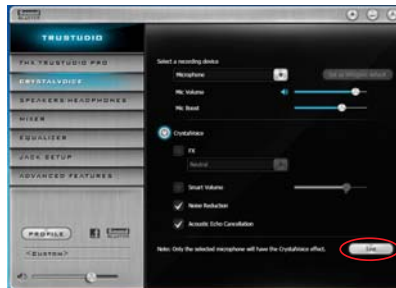 TRUSTUDIO
THX TRUSTUDIO PRO
CRYSTALVOICE
SPEAKERS/HEADPHONES
MIXER
EQUALIZER
JACK SETUP
ADVANCED FEATURES
PROFILE
<CUSTOM>
Select a recording device
Microphone
Mic Volume
Mic Boost
CrystalVoice
FX
Neutral
Smart Volume
Noise Reduction
Acoustic Echo Cancellation
Note: Only the selected microphone will have the CrystalVoice effect.